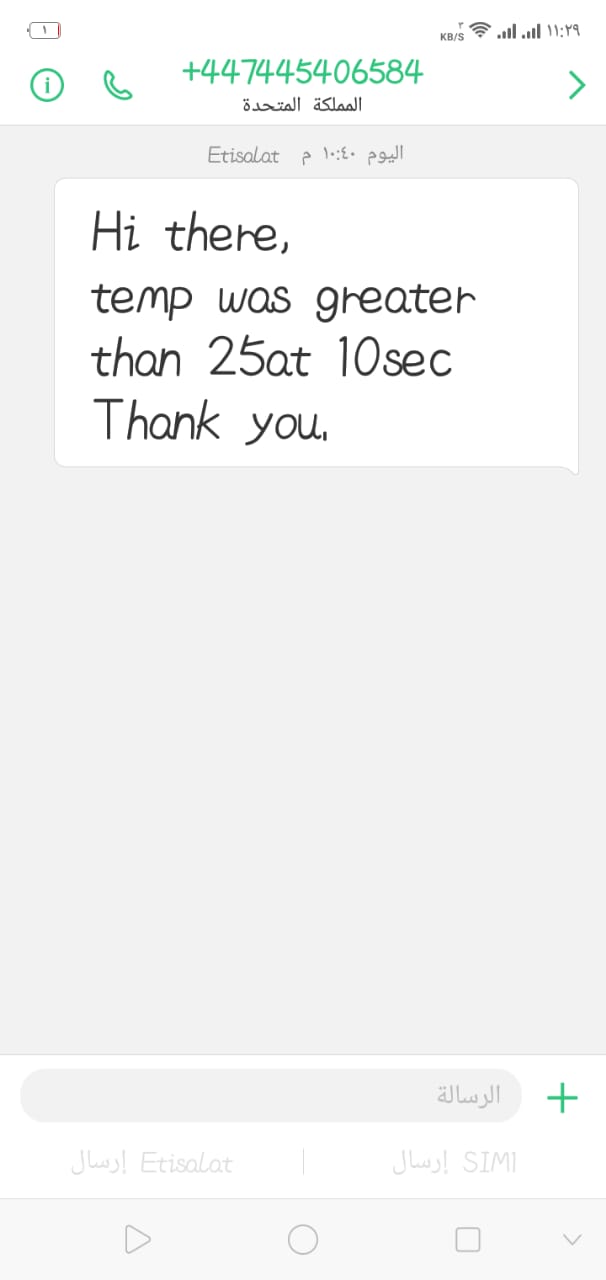 ١
٣
KB/S
١١:٢٩
+447445406584
المملكة المتحدة
اليوم ١٠:٤٠ م Etisalat
Hi there,
temp was greater
than 25at 10sec
Thank you.
الرسالة
إرسال SIM1
إرسال Etisalat